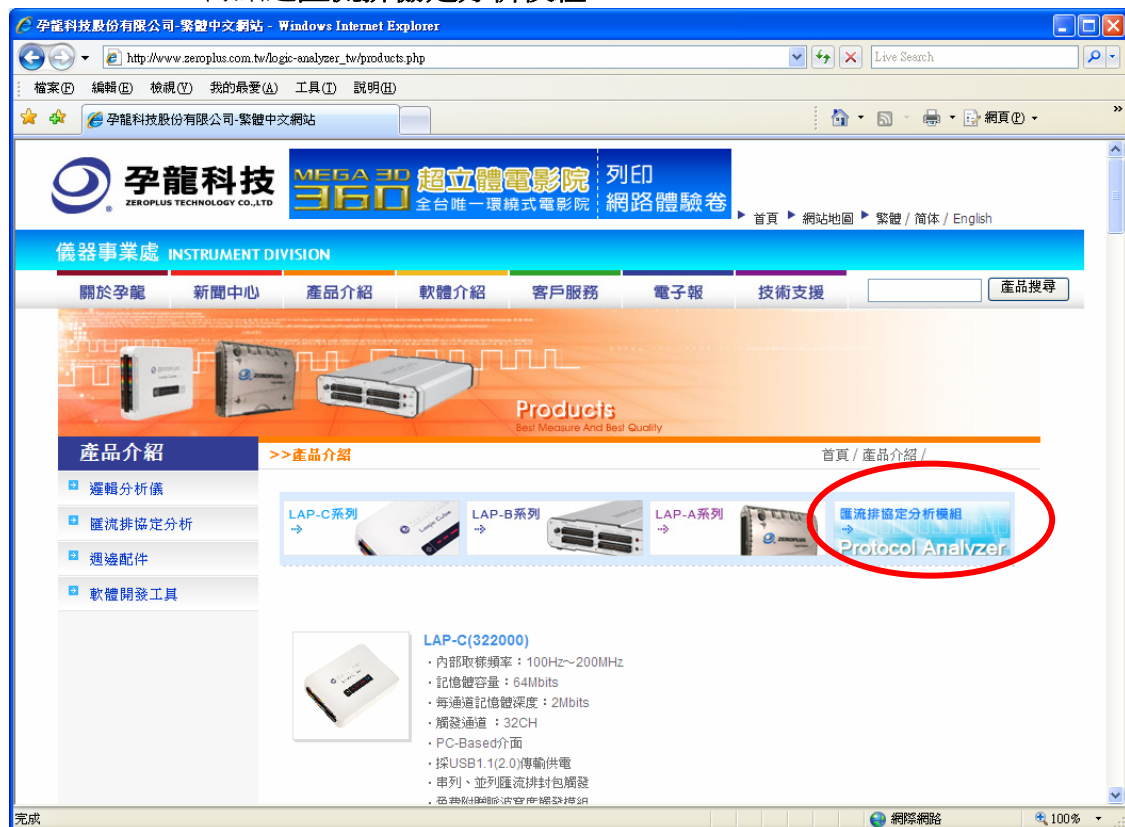 孕龍科技股份有限公司-繁體中文網站 - Windows Internet Explorer
http://www.zeroplus.com.tw/logic-analyzer_tw/products.php
Live Search
檔案(F) 編輯(E) 檢視(V) 我的最愛(A) 工具(T) 說明(H)
孕龍科技股份有限公司-繁體中文網站
網頁(P)
孕龍科技
ZEROPLUS TECHNOLOGY CO.,LTD
MEGA 3D
360
超立體電影院
全台唯一環繞式電影院
列印
網路體驗卷
首頁 網站地圖 繁體 / 简体 / English
儀器事業處 INSTRUMENT DIVISION
關於孕龍 新聞中心 產品介紹 軟體介紹 客戶服務 電子報 技術支援 產品搜尋
Products
Best Measure And Best Quality
產品介紹
>>產品介紹
首頁 / 產品介紹 /
邏輯分析儀
匯流排協定分析
週邊配件
軟體開發工具
LAP-C系列
LAP-B系列
LAP-A系列
匯流排協定分析模組
Protocol Analyzer
LAP-C(322000)
・內部取樣頻率：100Hz～200MHz
・記憶體容量：64Mbits
・每通道記憶體深度：2Mbits
・觸發通道 ：32CH
・PC-Based介面
・採USB1.1(2.0)傳輸供電
・串列、並列匯流排封包觸發
完成
網際網路
100%